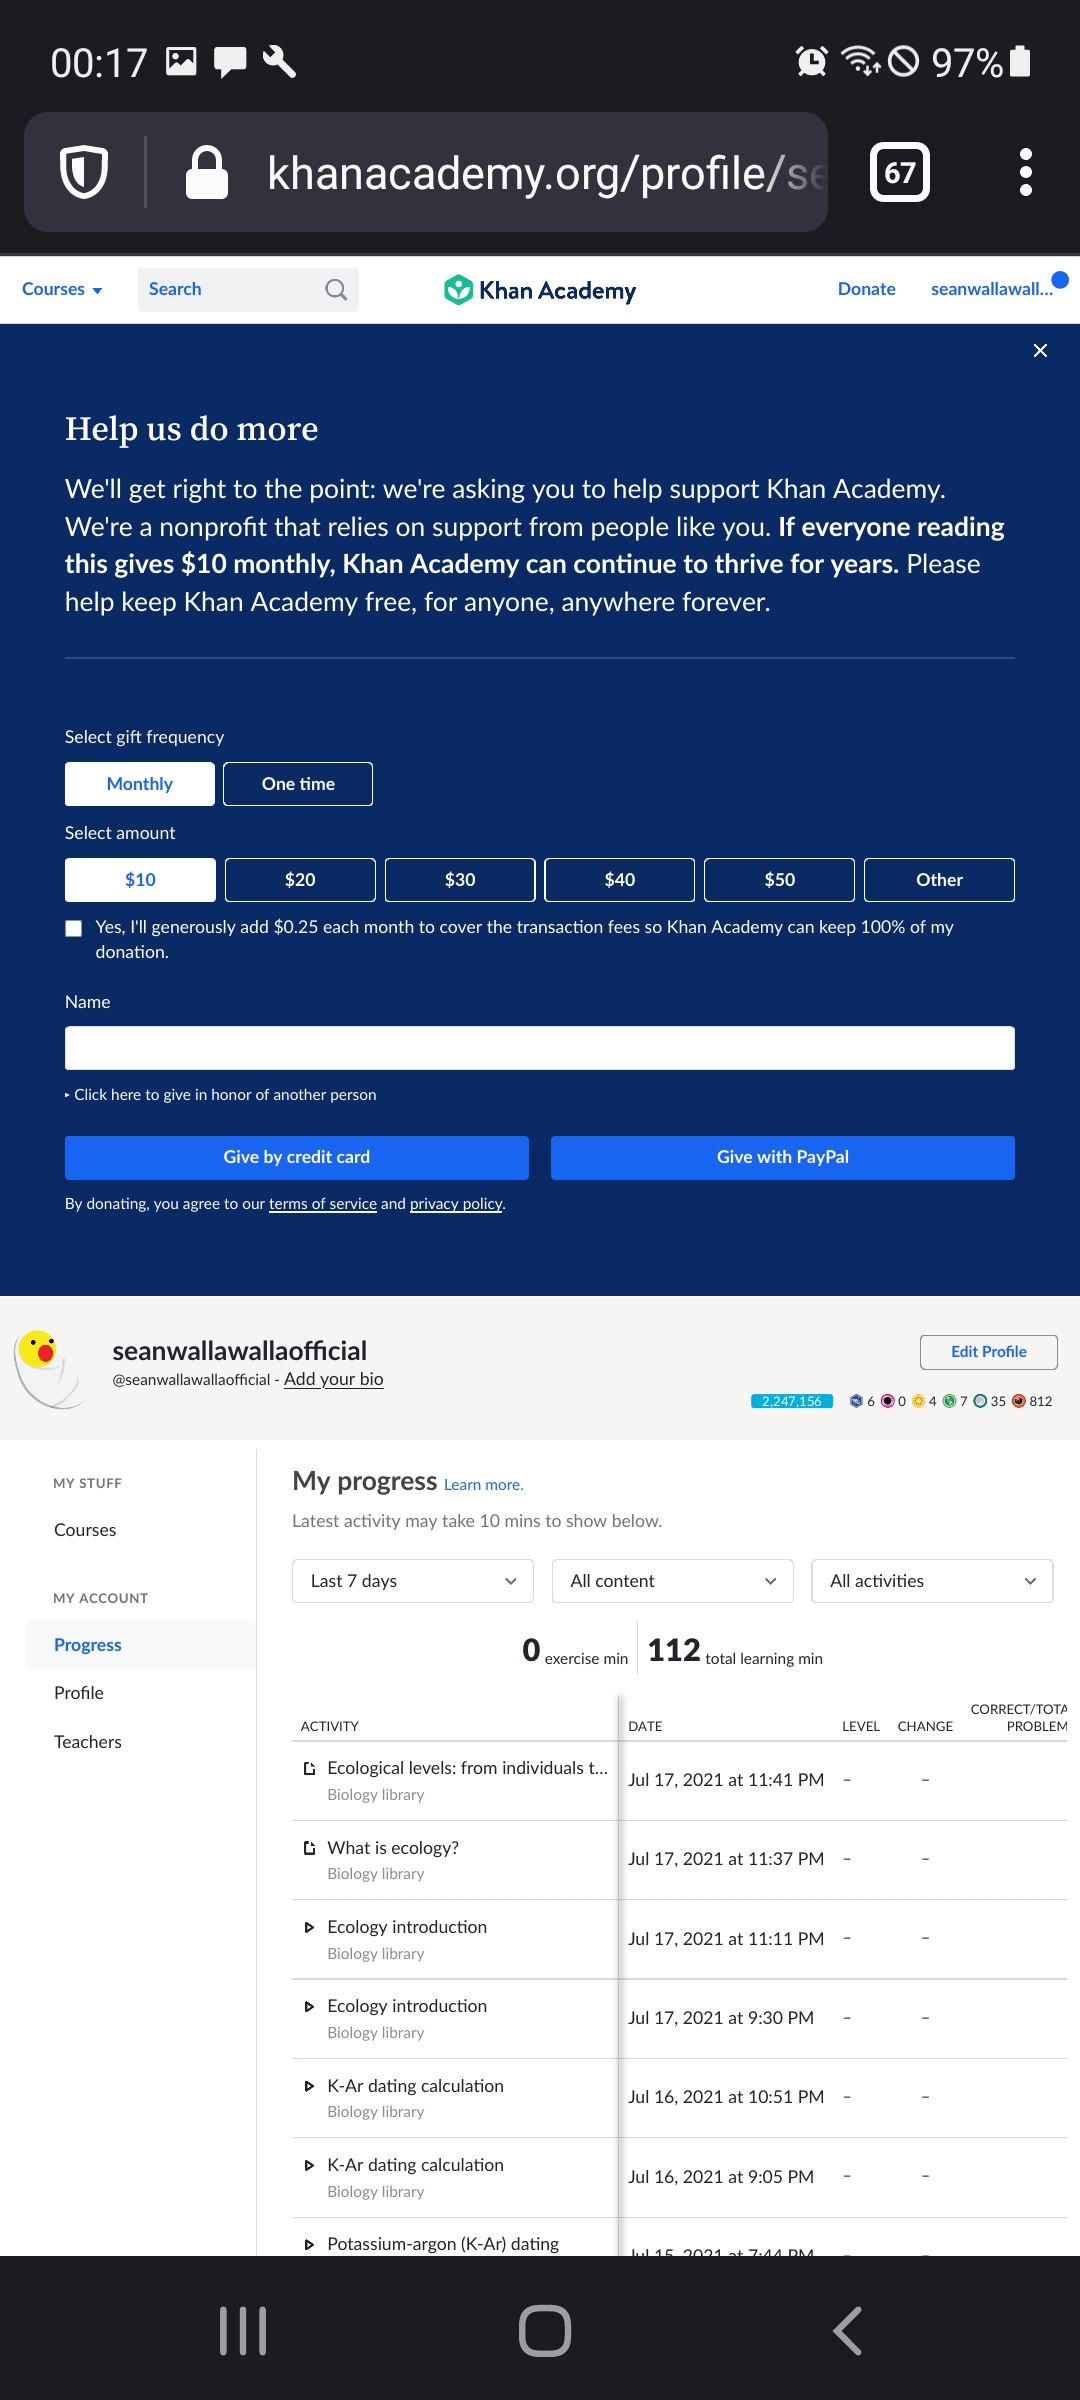 00:17 97%
khanacademy.org/profile/se
67
Courses Search Khan Academy Donate seanwallawall...
Help us do more
We'll get right to the point: we're asking you to help support Khan Academy.
We're a nonprofit that relies on support from people like you. If everyone reading
this gives $10 monthly, Khan Academy can continue to thrive for years. Please
help keep Khan Academy free, for anyone, anywhere forever.
Select gift frequency
Monthly One time
Select amount
$10 $20 $30 $40 $50 Other
Yes, I'll generously add $0.25 each month to cover the transaction fees so Khan Academy can keep 100% of my
donation.
Name
Click here to give in honor of another person
Give by credit card Give with PayPal
By donating, you agree to our terms of service and privacy policy.
seanwallawallaofficial
Edit Profile
@seanwallawallaofficial - Add your bio
2,247,156 6 0 4 7 35 812
MY STUFF
Courses
MY ACCOUNT
Progress
Profile
Teachers
My progress Learn more.
Latest activity may take 10 mins to show below.
Last 7 days All content All activities
0 exercise min 112 total learning min
ACTIVITY DATE LEVEL CHANGE CORRECT/TOTA
PROBLEM
Ecological levels: from individuals t...
Biology library
Jul 17, 2021 at 11:41 PM – –
What is ecology?
Biology library
Jul 17, 2021 at 11:37 PM – –
Ecology introduction
Biology library
Jul 17, 2021 at 11:11 PM – –
Ecology introduction
Biology library
Jul 17, 2021 at 9:30 PM – –
K-Ar dating calculation
Biology library
Jul 16, 2021 at 10:51 PM – –
K-Ar dating calculation
Biology library
Jul 16, 2021 at 9:05 PM – –
Potassium-argon (K-Ar) dating
Jul 15, 2021 at 7:44 PM – –